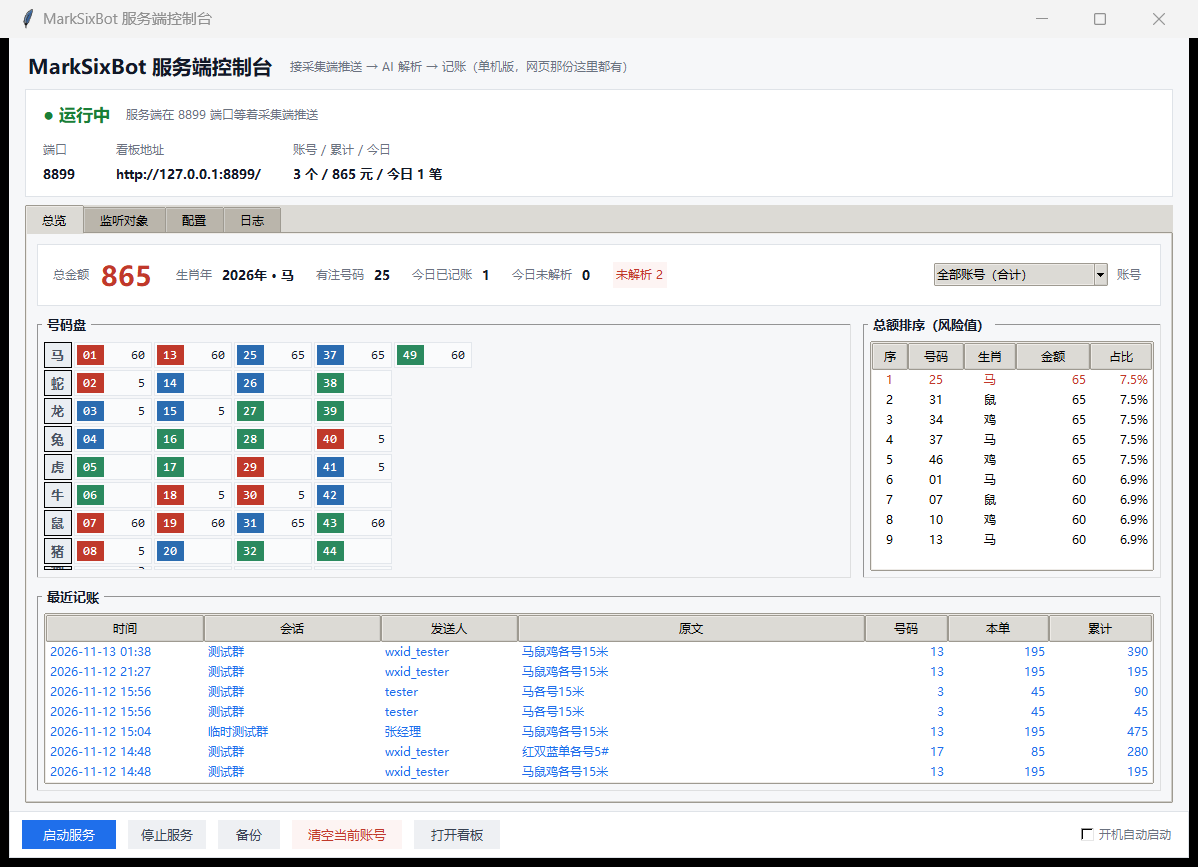 MarkSixBot 服务端控制台
MarkSixBot 服务端控制台 接采集端推送 → AI 解析 → 记账（单机版，网页那份这里都有）
● 运行中 服务端在 8899 端口等着采集端推送
端口 看板地址 账号 / 累计 / 今日
8899 http://127.0.0.1:8899/ 3 个 / 865 元 / 今日 1 笔
总览 监听对象 配置 日志
总金额 865 生肖年 2026年 · 马 有注号码 25 今日已记账 1 今日未解析 0 未解析 2 全部账号（合计） 账号
号码盘
马 01 60 13 60 25 65 37 65 49 60
蛇 02 5 14 26 38
龙 03 5 15 5 27 39
兔 04 16 28 40 5
虎 05 17 29 41 5
牛 06 18 5 30 5 42
鼠 07 60 19 60 31 65 43 60
猪 08 5 20 32 44
总额排序（风险值）
序 号码 生肖 金额 占比
1 25 马 65 7.5%
2 31 鼠 65 7.5%
3 34 鸡 65 7.5%
4 37 马 65 7.5%
5 46 鸡 65 7.5%
6 01 马 60 6.9%
7 07 鼠 60 6.9%
8 10 鸡 60 6.9%
9 13 马 60 6.9%
最近记账
时间 会话 发送人 原文 号码 本单 累计
2026-11-13 01:38 测试群 wxid_tester 马鼠鸡各号15米 13 195 390
2026-11-12 21:27 测试群 wxid_tester 马鼠鸡各号15米 13 195 195
2026-11-12 15:56 测试群 tester 马各号15米 3 45 90
2026-11-12 15:56 测试群 tester 马各号15米 3 45 45
2026-11-12 15:04 临时测试群 张经理 马鼠鸡各号15米 13 195 475
2026-11-12 14:48 测试群 wxid_tester 红双蓝单各号5# 17 85 280
2026-11-12 14:48 测试群 wxid_tester 马鼠鸡各号15米 13 195 195
启动服务 停止服务 备份 清空当前账号 打开看板 开机自动启动